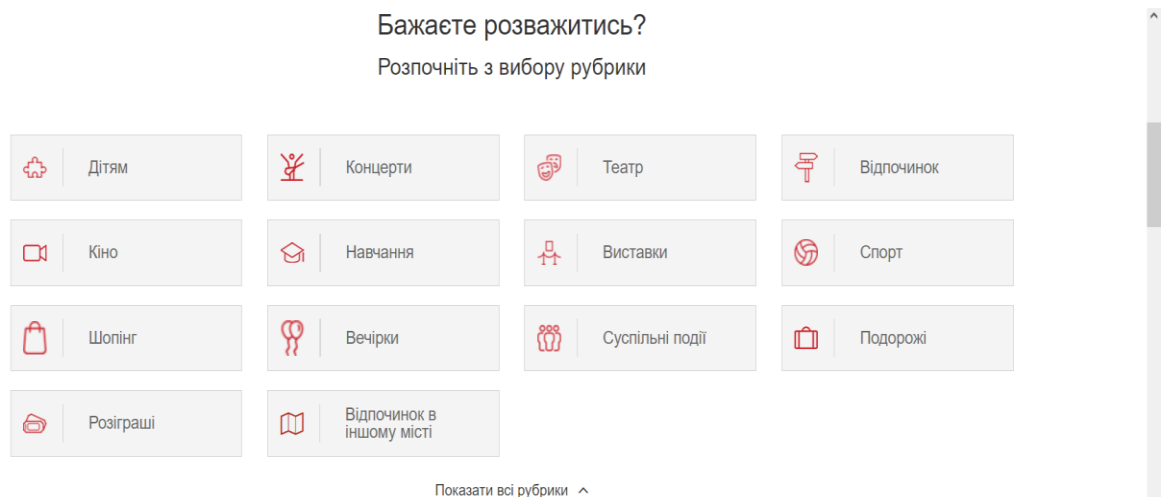 Бажаєте розважитись?
Розпочніть з вибору рубрики
Дітям
Концерти
Театр
Відпочинок
Кіно
Навчання
Виставки
Спорт
Шопінг
Вечірки
Суспільні події
Подорожі
Розіграші
Відпочинок в
іншому місті
Показати всі рубрики